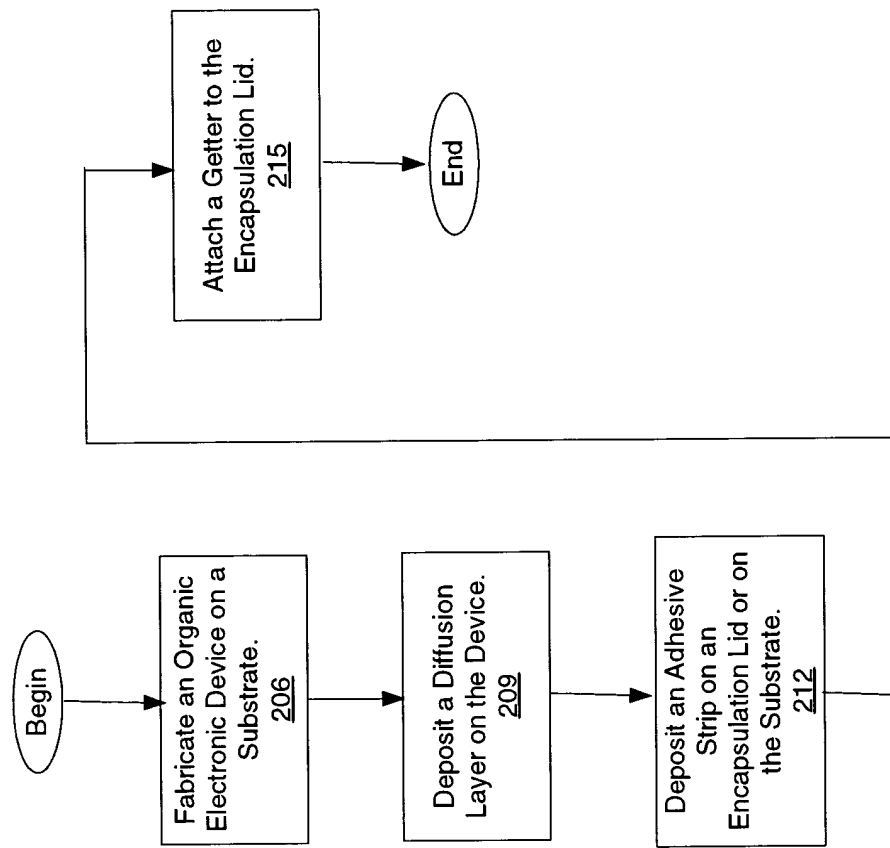 Begin
Fabricate an Organic
Electronic Device on a
Substrate.
206
Deposit a Diffusion
Layer on the Device.
209
Deposit an Adhesive
Strip on an
Encapsulation Lid or on
the Substrate.
212
Attach a Getter to the
Encapsulation Lid.
215
End